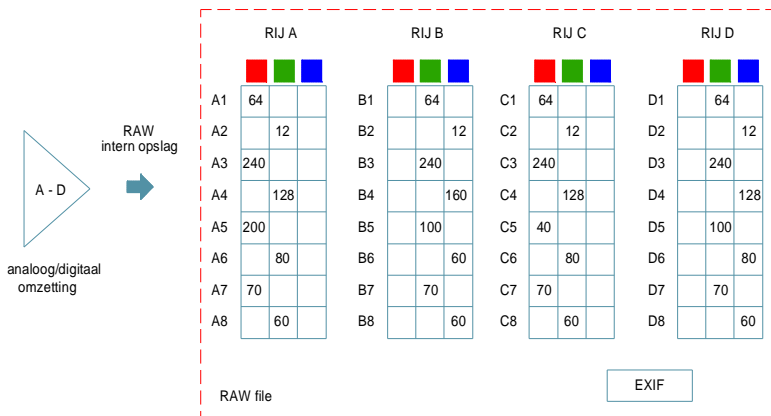 RIJ A RIJ B RIJ C RIJ D
A1 64 B1 64 C1 64 D1 64
A2 12 B2 12 C2 12 D2 12
A3 240 B3 240 C3 240 D3 240
A4 128 B4 160 C4 128 D4 128
A5 200 B5 100 C5 40 D5 100
A6 80 B6 60 C6 80 D6 80
A7 70 B7 70 C7 70 D7 70
A8 60 B8 60 C8 60 D8 60
RAW
intern opslag
A - D
analoog/digitaal
omzetting
RAW file
EXIF